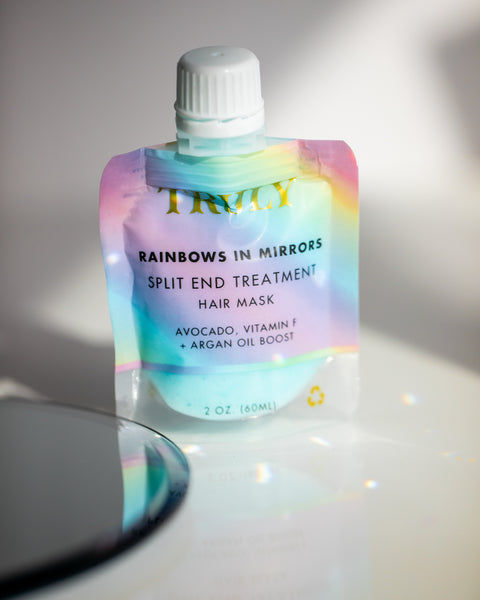 TRULY
RAINBOWS IN MIRRORS
SPLIT END TREATMENT
HAIR MASK
AVOCADO, VITAMIN F
+ ARGAN OIL BOOST
2 OZ. (60ML)